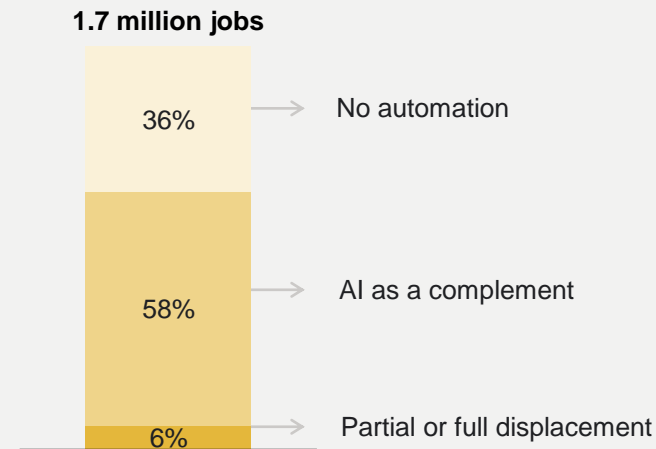 1.7 million jobs
36%
No automation
58%
AI as a complement
6%
Partial or full displacement